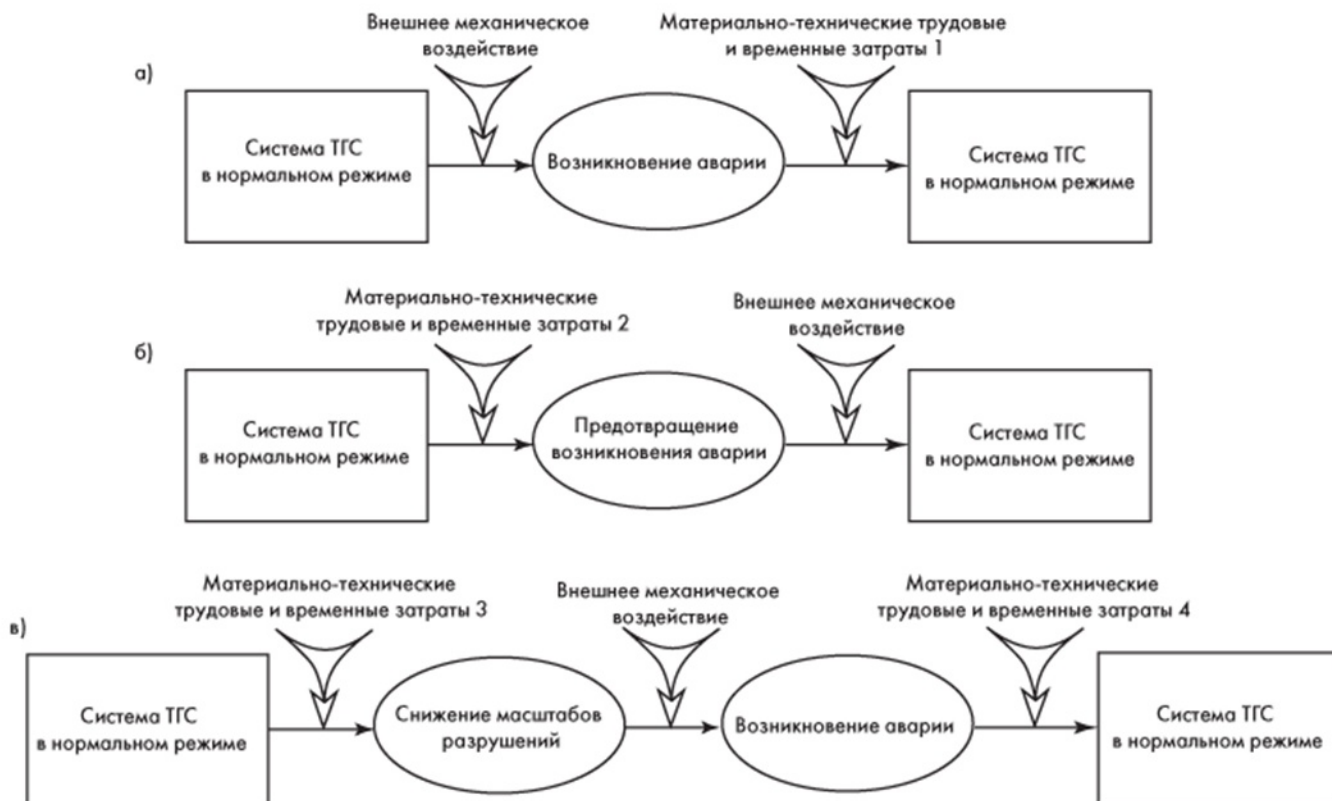 Внешнее механическое
воздействие
Материально-технические трудовые
и временные затраты 1
а)
Система ТГС
в нормальном режиме
Возникновение аварии
Система ТГС
в нормальном режиме
Материально-технические
трудовые и временные затраты 2
Внешнее механическое
воздействие
б)
Система ТГС
в нормальном режиме
Предотвращение
возникновения аварии
Система ТГС
в нормальном режиме
Материально-технические
трудовые и временные затраты 3
Внешнее механическое
воздействие
Материально-технические
трудовые и временные затраты 4
в)
Система ТГС
в нормальном режиме
Снижение масштабов
разрушений
Возникновение аварии
Система ТГС
в нормальном режиме